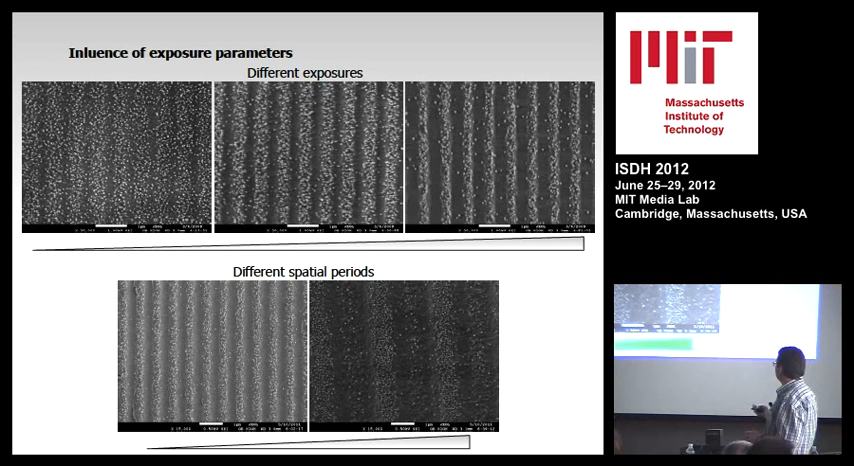 Inluence of exposure parameters
Different exposures
Different spatial periods
MIT
Massachusetts
Institute of
Technology
ISDH 2012
June 25–29, 2012
MIT Media Lab
Cambridge, Massachusetts, USA